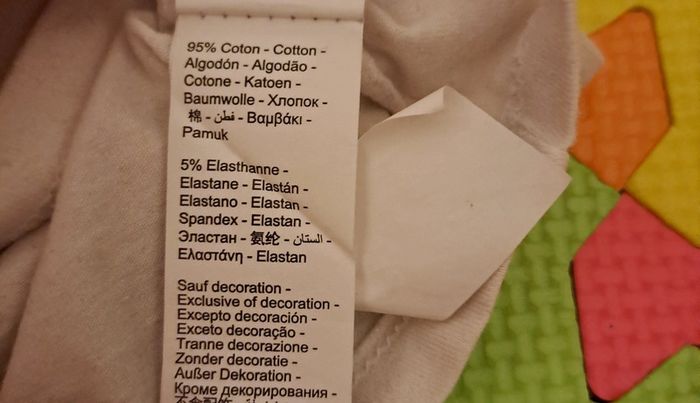 95% Coton - Cotton -
Algodón - Algodão -
Cotone - Katoen -
Baumwolle - Хлопок -
棉 - قطن - Βαμβάκι -
Pamuk
5% Elasthanne -
Elastane - Elastán -
Elastano - Elastan -
Spandex - Elastan -
Эластан - 氨纶 - الستان -
Ελαστάνη - Elastan
Sauf decoration -
Exclusive of decoration -
Excepto decoración -
Exceto decoração -
Tranne decorazione -
Zonder decoratie -
Außer Dekoration -
Кроме декорирования -